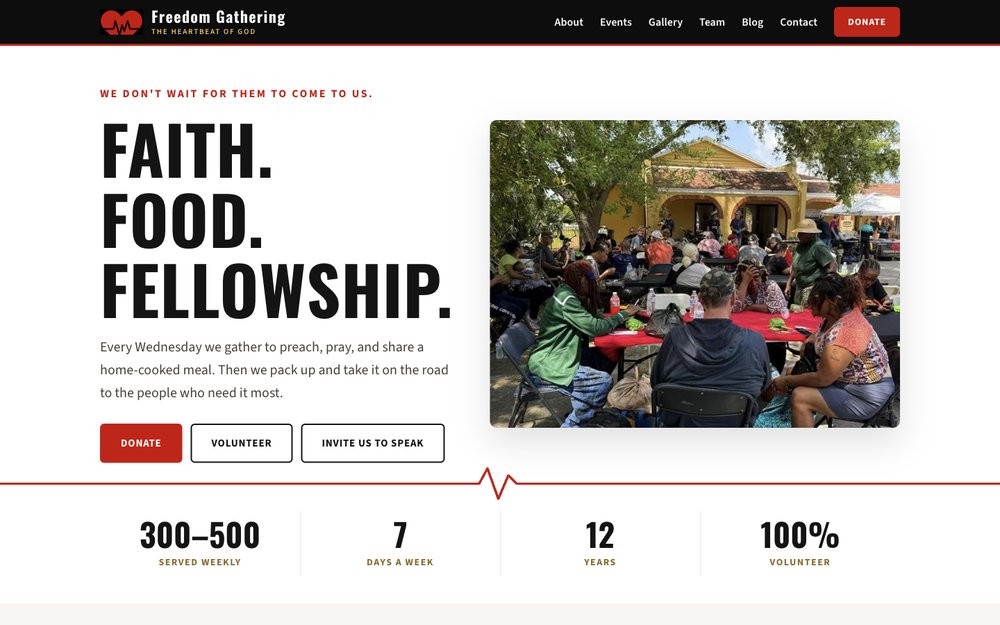 Freedom Gathering
THE HEARTBEAT OF GOD
About Events Gallery Team Blog Contact DONATE
WE DON'T WAIT FOR THEM TO COME TO US.
FAITH.
FOOD.
FELLOWSHIP.
Every Wednesday we gather to preach, pray, and share a
home-cooked meal. Then we pack up and take it on the road
to the people who need it most.
DONATE VOLUNTEER INVITE US TO SPEAK
300–500 7 12 100%
SERVED WEEKLY DAYS A WEEK YEARS VOLUNTEER